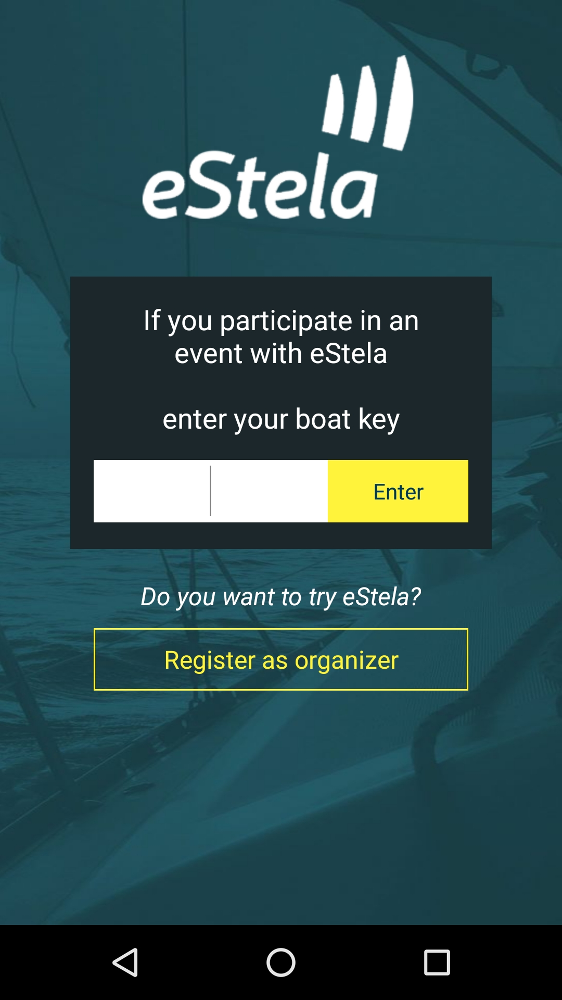 eStela
If you participate in an
event with eStela
enter your boat key
Enter
Do you want to try eStela?
Register as organizer